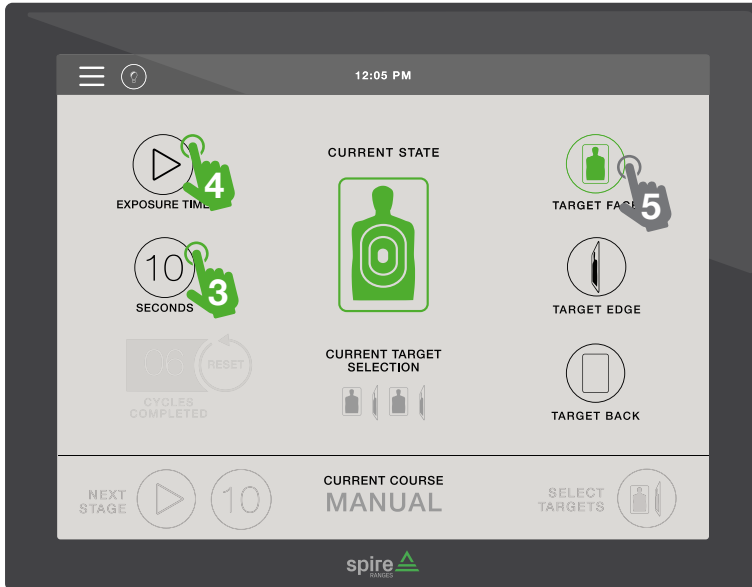 12:05 PM
EXPOSURE TIME
4
10
SECONDS
3
06
RESET
CYCLES
COMPLETED
CURRENT STATE
CURRENT TARGET
SELECTION
TARGET FACE
5
TARGET EDGE
TARGET BACK
NEXT
STAGE
10
CURRENT COURSE
MANUAL
SELECT
TARGETS
spire
RANGES